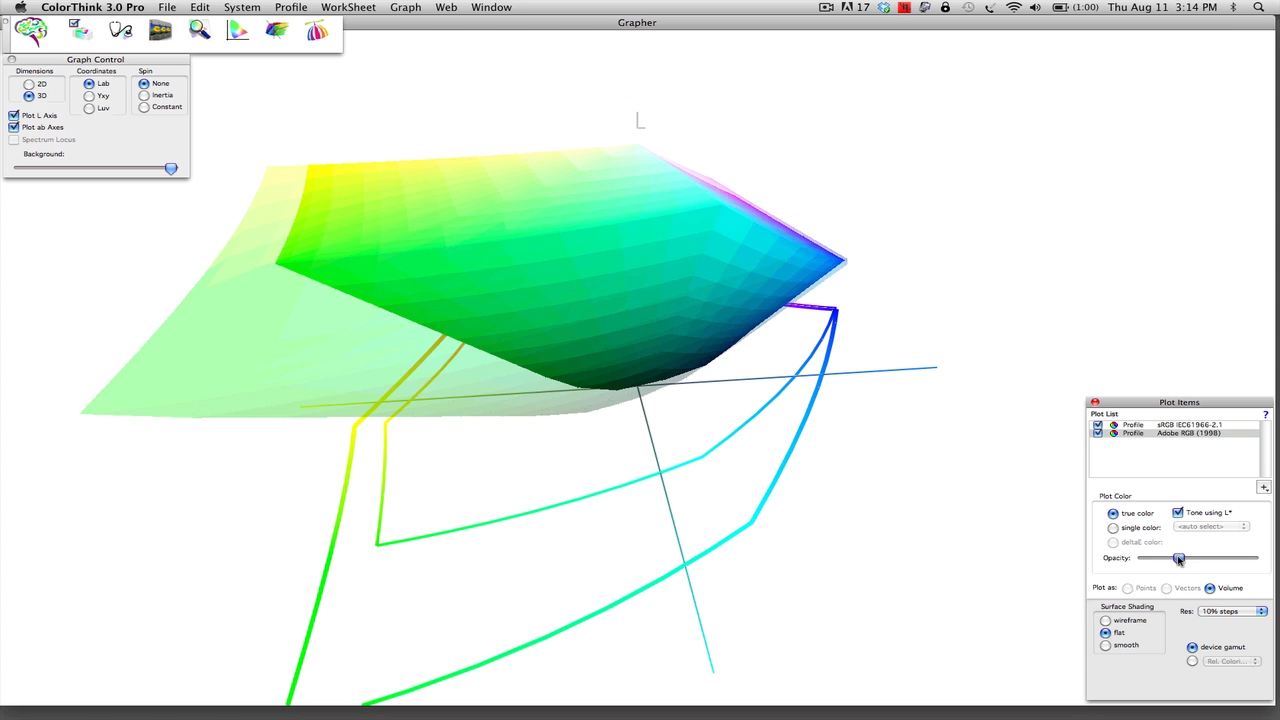 ColorThink 3.0 Pro File Edit System Profile WorkSheet Graph Web Window 17 (1:00) Thu Aug 11 3:14 PM
Grapher
Graph Control
Dimensions Coordinates Spin
2D Lab None
3D Yxy Inertia
Luv Constant
Plot L Axis
Plot ab Axes
Spectrum Locus
Background:
L
Plot Items
Plot List ?
Profile sRGB IEC61966-2.1
Profile Adobe RGB (1998)
Plot Color
true color Tone using L*
single color: <auto select>
deltaE color:
Opacity:
Plot as: Points Vectors Volume
Surface Shading Res: 10% steps
wireframe
flat
smooth
device gamut
Rel. Colori...